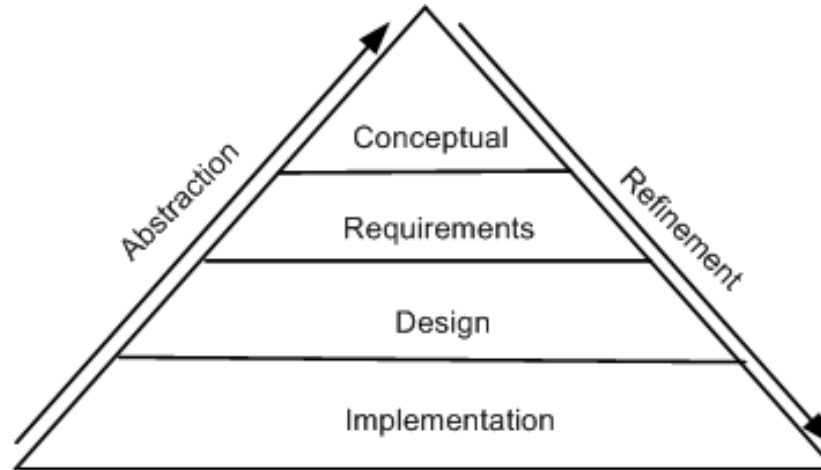 Conceptual
Abstraction
Refinement
Requirements
Design
Implementation